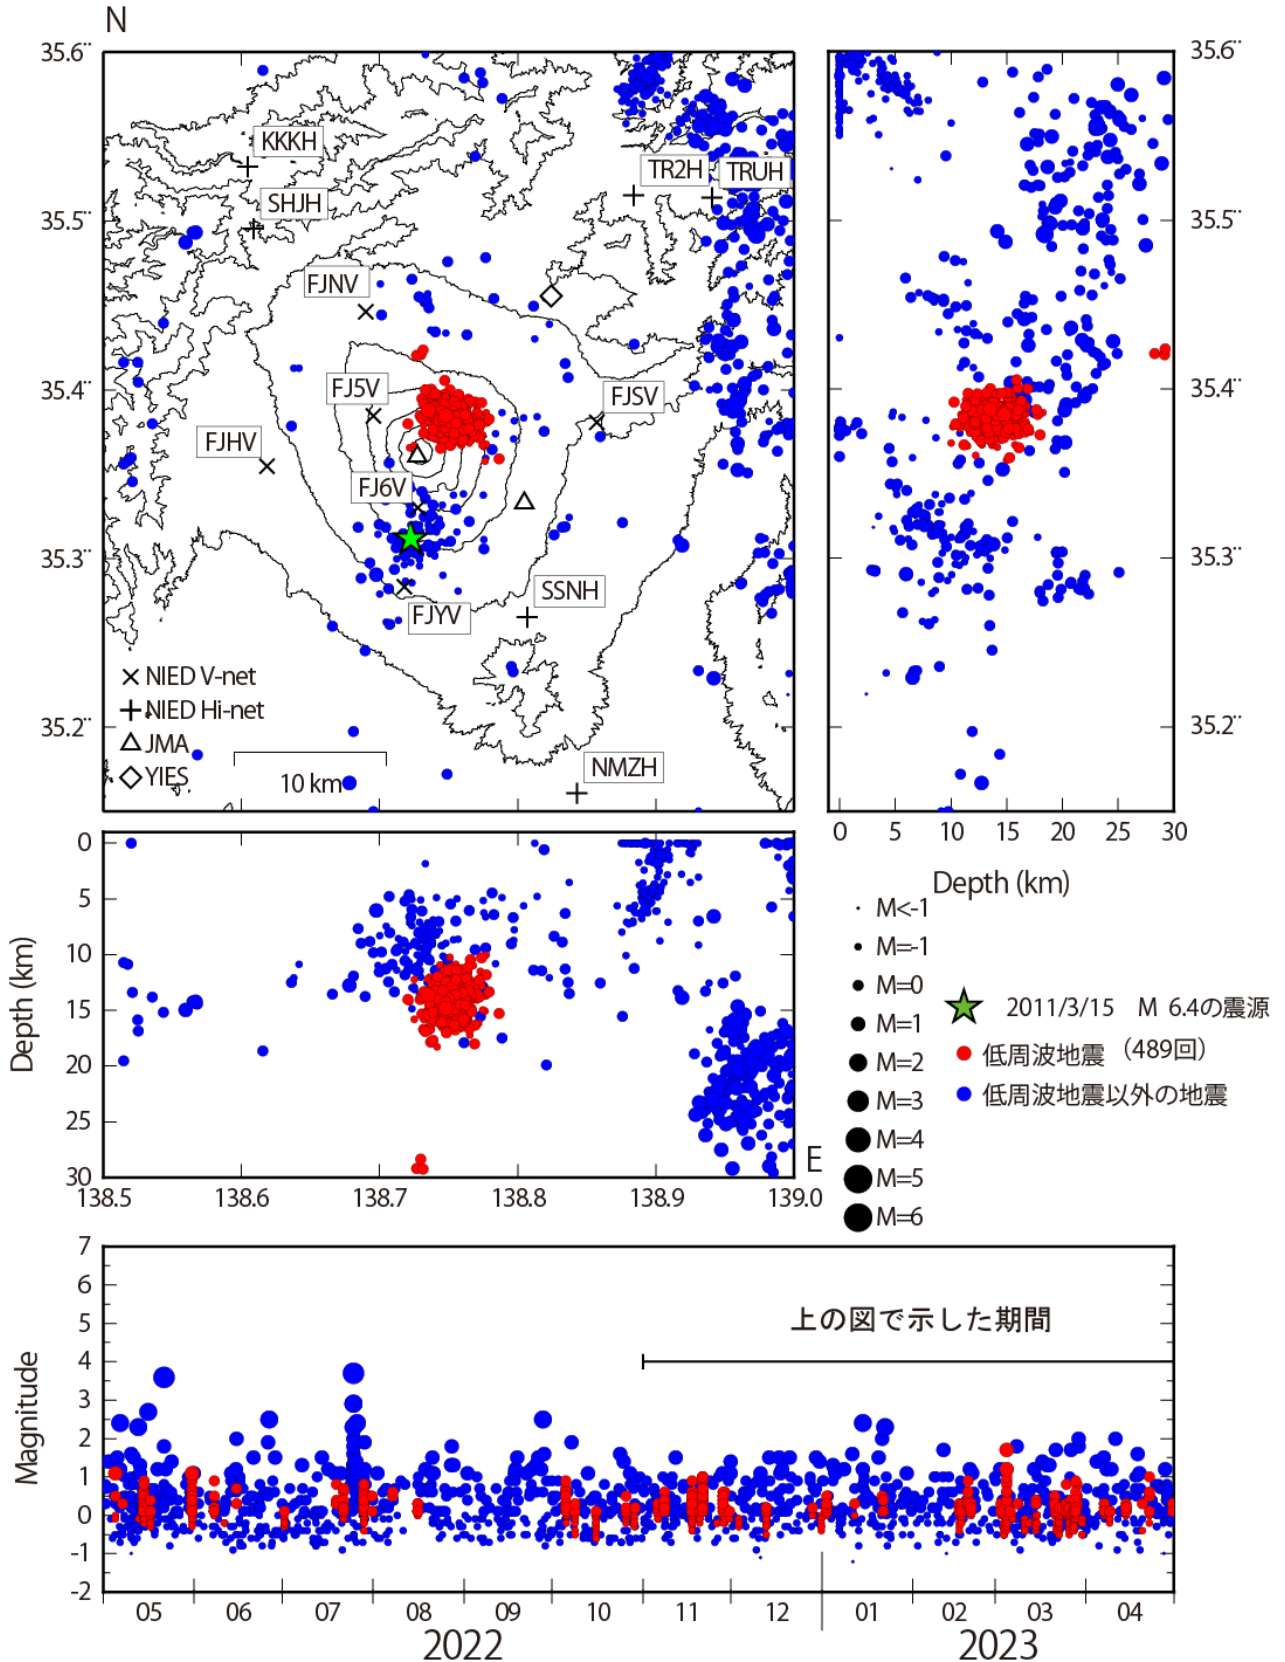 N
35.6¨
35.5¨
35.4¨
35.3¨
35.2¨
KKKH
SHJH
TR2H
TRUH
FJNV
FJ5V
FJSV
FJHV
FJ6V
SSNH
FJYV
NMZH
NIED V-net
NIED Hi-net
JMA
YIES
10 km
35.6¨
35.5¨
35.4¨
35.3¨
35.2¨
0 5 10 15 20 25 30
Depth (km)
0
5
10
15
20
25
30
Depth (km)
138.5 138.6 138.7 138.8 138.9 139.0
E
M<-1
M=-1
M=0
M=1
M=2
M=3
M=4
M=5
M=6
2011/3/15 M 6.4の震源
低周波地震（489回）
低周波地震以外の地震
7
6
5
4
3
2
1
0
-1
-2
Magnitude
上の図で示した期間
05 06 07 08 09 10 11 12 01 02 03 04
2022 2023